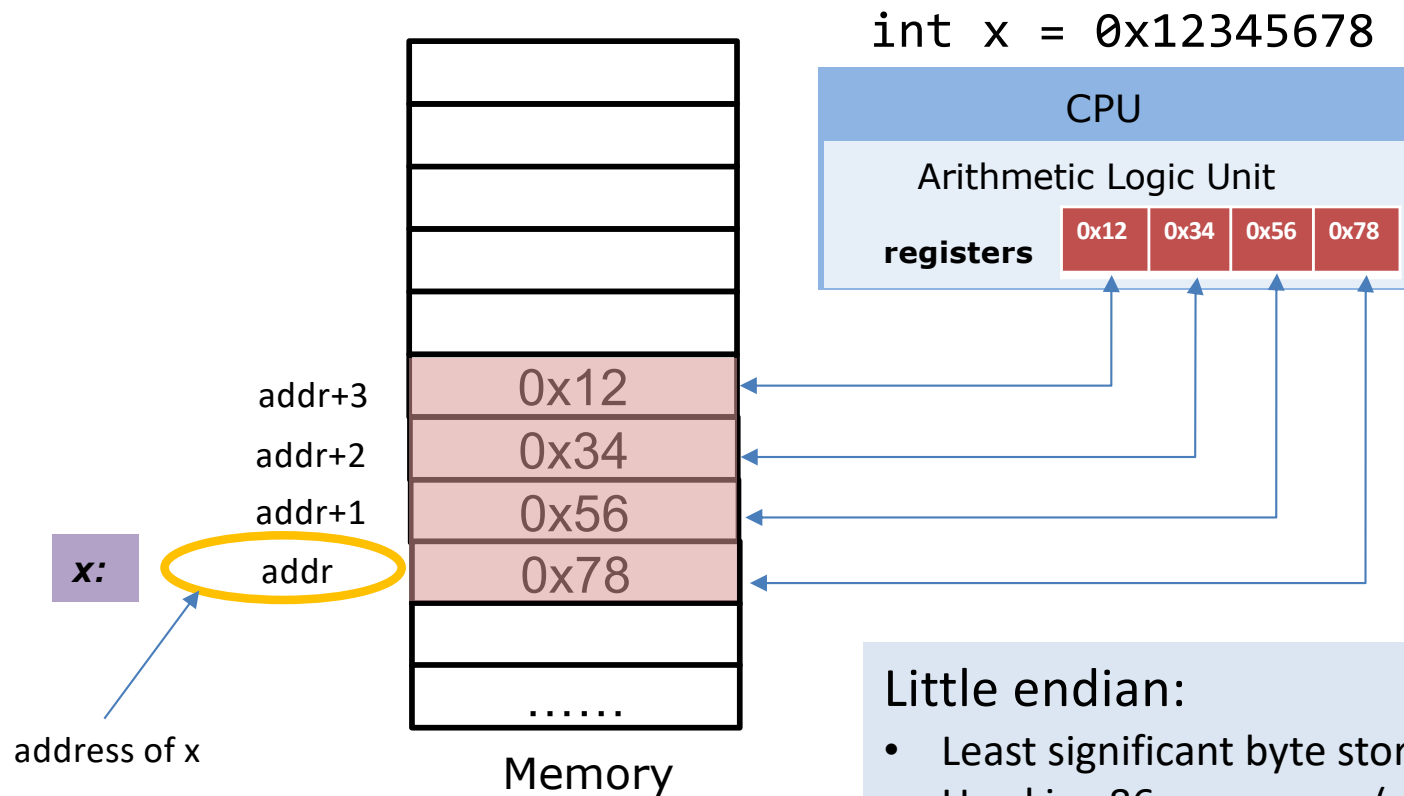 int x = 0x12345678
CPU
Arithmetic Logic Unit
registers 0x12 0x34 0x56 0x78
addr+3 0x12
addr+2 0x34
addr+1 0x56
x: addr 0x78
......
address of x
Memory
Little endian:
• Least significant byte